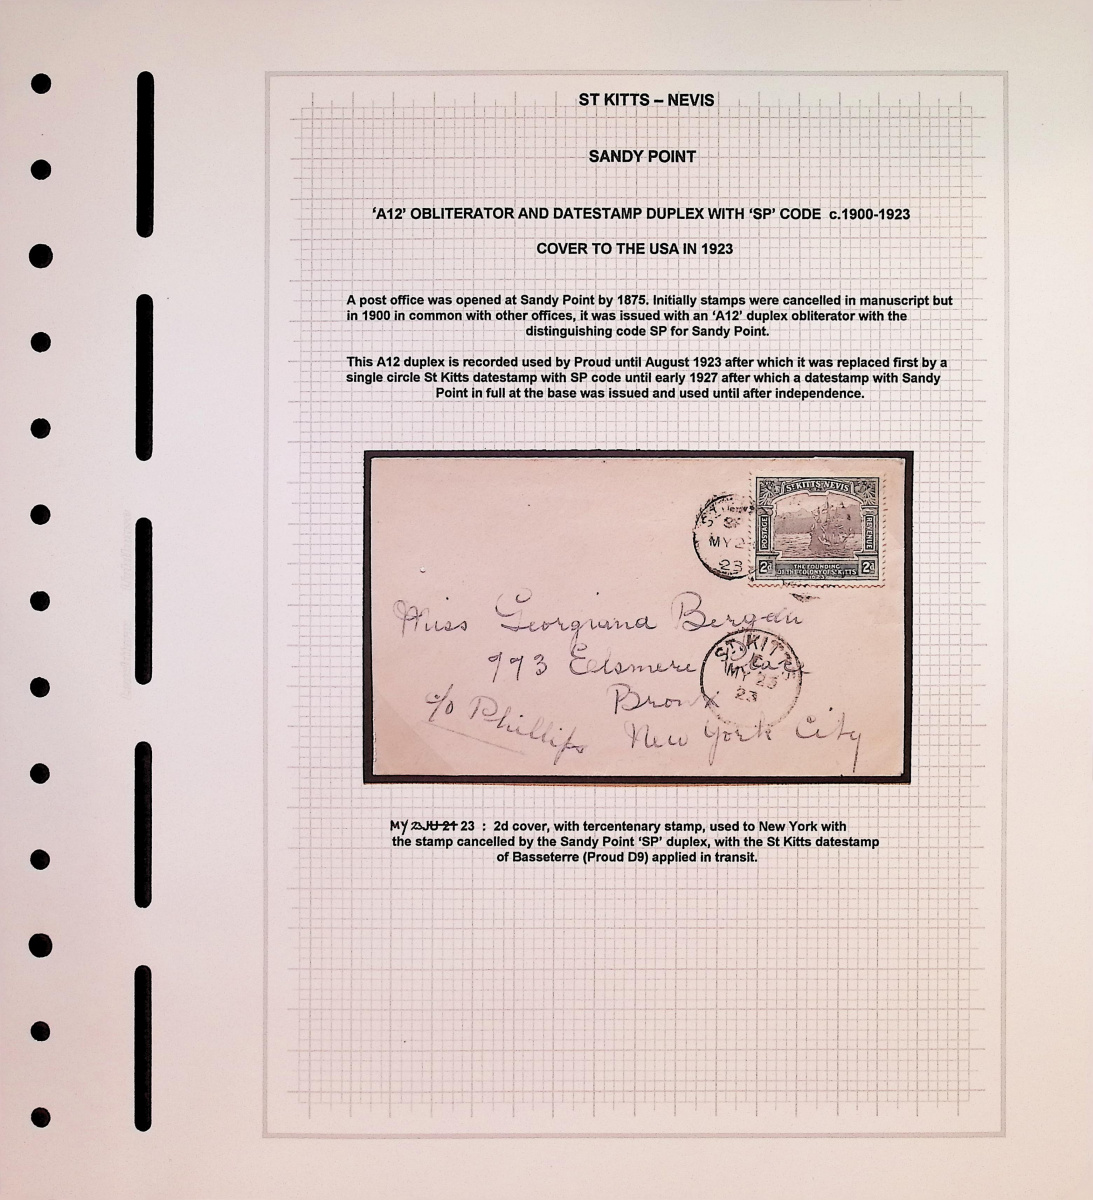 ST KITTS – NEVIS
SANDY POINT
‘A12’ OBLITERATOR AND DATESTAMP DUPLEX WITH ‘SP’ CODE c.1900-1923
COVER TO THE USA IN 1923
A post office was opened at Sandy Point by 1875. Initially stamps were cancelled in manuscript but
in 1900 in common with other offices, it was issued with an ‘A12’ duplex obliterator with the
distinguishing code SP for Sandy Point.
This A12 duplex is recorded used by Proud until August 1923 after which it was replaced first by a
single circle St Kitts datestamp with SP code until early 1927 after which a datestamp with Sandy
Point in full at the base was issued and used until after independence.
ST KITTS NEVIS
POSTAGE
REVENUE
2d THE FOUNDING 2d
OF THE COLONY OF ST KITTS
SP
MY 2
23
Miss Georgiana
993
Bronx
c/o Phillips New York City
ST. KITTS
MY 23
23
MY 23 JU 21 23 : 2d cover, with tercentenary stamp, used to New York with
the stamp cancelled by the Sandy Point ‘SP’ duplex, with the St Kitts datestamp
of Basseterre (Proud D9) applied in transit.